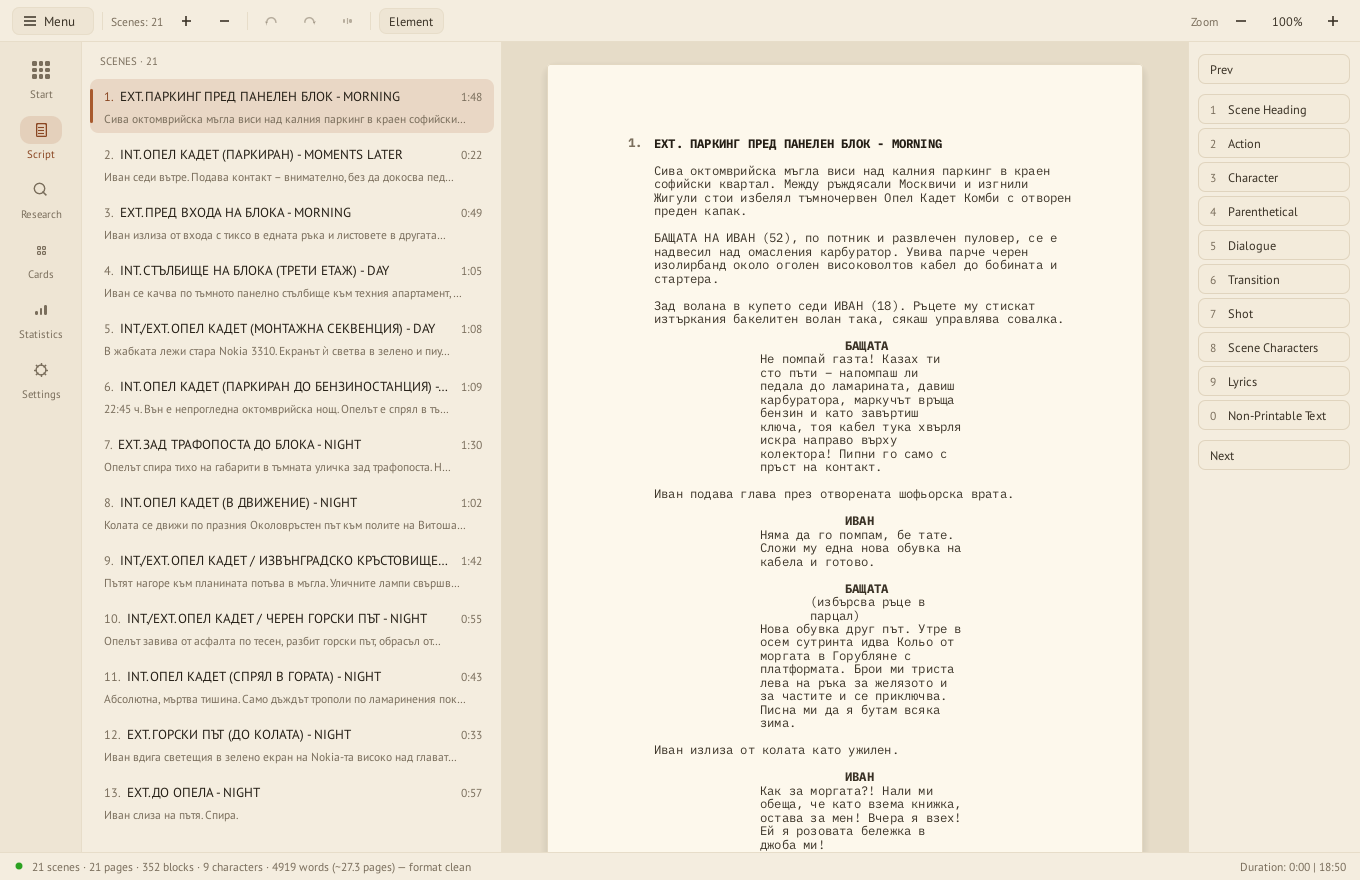 Menu
Scenes: 21
Element
Zoom
100%
Start
Script
Research
Cards
Statistics
Settings
SCENES · 21
1. EXT. ПАРКИНГ ПРЕД ПАНЕЛЕН БЛОК - MORNING 1:48
Сива октомврийска мъгла виси над калния паркинг в краен софийски...
2. INT. ОПЕЛ КАДЕТ (ПАРКИРАН) - MOMENTS LATER 0:22
Иван седи вътре. Подава контакт – внимателно, без да докосва пед...
3. EXT. ПРЕД ВХОДА НА БЛОКА - MORNING 0:49
Иван излиза от входа с тиксо в едната ръка и листовете в другата...
4. INT. СТЪЛБИЩЕ НА БЛОКА (ТРЕТИ ЕТАЖ) - DAY 1:05
Иван се качва по тъмното панелно стълбище към техния апартамент, ...
5. INT./EXT. ОПЕЛ КАДЕТ (МОНТАЖНА СЕКВЕНЦИЯ) - DAY 1:08
В жабката лежи стара Nokia 3310. Екранът ѝ светва в зелено и пиу...
6. INT. ОПЕЛ КАДЕТ (ПАРКИРАН ДО БЕНЗИНОСТАНЦИЯ) -... 1:09
22:45 ч. Вън е непрогледна октомврийска нощ. Опелът е спрял в тъ...
7. EXT. ЗАД ТРАФОПОСТА ДО БЛОКА - NIGHT 1:30
Опелът спира тихо на габарити в тъмната уличка зад трафопоста. Н...
8. INT. ОПЕЛ КАДЕТ (В ДВИЖЕНИЕ) - NIGHT 1:02
Колата се движи по празния Околовръстен път към полите на Витоша...
9. INT./EXT. ОПЕЛ КАДЕТ / ИЗВЪНГРАДСКО КРЪСТОВИЩЕ... 1:42
Пътят нагоре към планината потъва в мъгла. Уличните лампи свършв...
10. INT./EXT. ОПЕЛ КАДЕТ / ЧЕРЕН ГОРСКИ ПЪТ - NIGHT 0:55
Опелът завива от асфалта по тесен, разбит горски път, обрасъл от...
11. INT. ОПЕЛ КАДЕТ (СПРЯЛ В ГОРАТА) - NIGHT 0:43
Абсолютна, мъртва тишина. Само дъждът трополи по ламаринения пок...
12. EXT. ГОРСКИ ПЪТ (ДО КОЛАТА) - NIGHT 0:33
Иван вдига светещия в зелено екран на Nokia-та високо над глават...
13. EXT. ДО ОПЕЛА - NIGHT 0:57
Иван слиза на пътя. Спира.
1. EXT. ПАРКИНГ ПРЕД ПАНЕЛЕН БЛОК - MORNING
Сива октомврийска мъгла виси над калния паркинг в краен
софийски квартал. Между ръждясали Москвичи и изгнили
Жигули стои избелял тъмночервен Опел Кадет Комби с отворен
преден капак.
БАЩАТА НА ИВАН (52), по потник и развлечен пуловер, се е
надвесил над омасления карбуратор. Увива парче черен
изолирбанд около оголен високоволтов кабел до бобината и
стартера.
Зад волана в купето седи ИВАН (18). Ръцете му стискат
изтъркания бакелитен волан така, сякаш управлява совалка.
БАЩАТА
Не помпай газта! Казах ти
сто пъти – напомпаш ли
педала до ламарината, давиш
карбуратора, маркучът връща
бензин и като завъртиш
ключа, тоя кабел тука хвърля
искра направо върху
колектора! Пипни го само с
пръст на контакт.
Иван подава глава през отворената шофьорска врата.
ИВАН
Няма да го помпам, бе тате.
Сложи му една нова обувка на
кабела и готово.
БАЩАТА
(избърсва ръце в
парцал)
Нова обувка друг път. Утре в
осем сутринта идва Кольо от
моргата в Горубляне с
платформата. Брои ми триста
лева на ръка за желязото и
за частите и се приключва.
Писна ми да я бутам всяка
зима.
Иван излиза от колата като ужилен.
ИВАН
Как за моргата?! Нали ми
обеща, че като взема книжка,
остава за мен! Вчера я взех!
Ей я розовата бележка в
джоба ми!
Prev
1 Scene Heading
2 Action
3 Character
4 Parenthetical
5 Dialogue
6 Transition
7 Shot
8 Scene Characters
9 Lyrics
0 Non-Printable Text
Next
21 scenes · 21 pages · 352 blocks · 9 characters · 4919 words (~27.3 pages) — format clean
Duration: 0:00 | 18:50